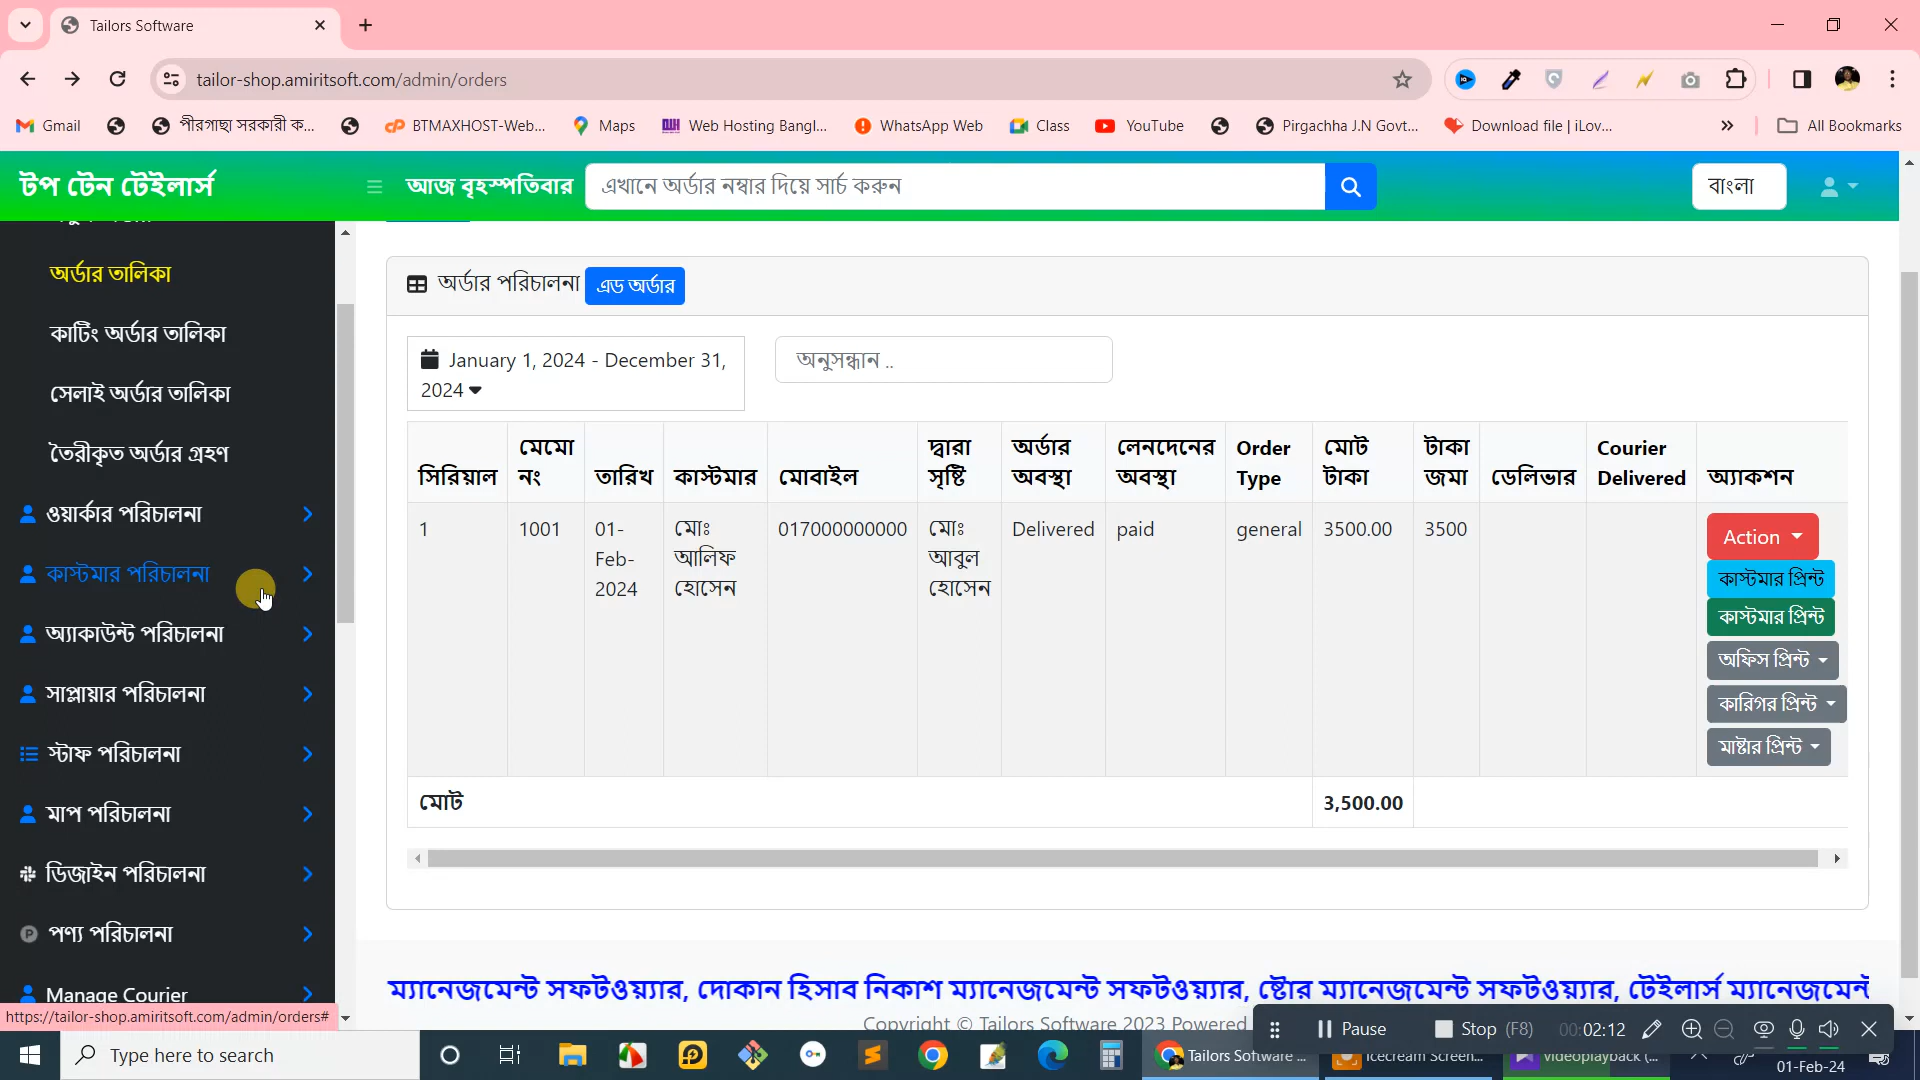 Tailors Software
tailor-shop.amiritsoft.com/admin/orders
Gmail
পীরগাছা সরকারী ক...
BTMAXHOST-Web...
Maps
Web Hosting Bangl...
WhatsApp Web
Class
YouTube
Pirgachha J.N Govt...
Download file | iLov...
All Bookmarks
টপ টেন টেইলার্স
আজ বৃহস্পতিবার
এখানে অর্ডার নম্বার দিয়ে সার্চ করুন
বাংলা
অর্ডার তালিকা
কাটিং অর্ডার তালিকা
সেলাই অর্ডার তালিকা
তৈরীকৃত অর্ডার গ্রহণ
ওয়ার্কার পরিচালনা
কাস্টমার পরিচালনা
অ্যাকাউন্ট পরিচালনা
সাপ্লায়ার পরিচালনা
স্টাফ পরিচালনা
মাপ পরিচালনা
ডিজাইন পরিচালনা
পণ্য পরিচালনা
Manage Courier
https://tailor-shop.amiritsoft.com/admin/orders#
অর্ডার পরিচালনা এড অর্ডার
January 1, 2024 - December 31,
2024
অনুসন্ধান ..
সিরিয়াল
মেমো
নং
তারিখ
কাস্টমার
মোবাইল
দ্বারা
সৃষ্টি
অর্ডার
অবস্থা
লেনদেনের
অবস্থা
Order
Type
মোট
টাকা
টাকা
জমা
ডেলিভার
Courier
Delivered
অ্যাকশন
1
1001
01-
Feb-
2024
মোঃ
আলিফ
হোসেন
017000000000
মোঃ
আবুল
হোসেন
Delivered
paid
general
3500.00
3500
Action
কাস্টমার প্রিন্ট
কাস্টমার প্রিন্ট
অফিস প্রিন্ট
কারিগর প্রিন্ট
মাষ্টার প্রিন্ট
মোট
3,500.00
ম্যানেজমেন্ট সফটওয়্যার, দোকান হিসাব নিকাশ ম্যানেজমেন্ট সফটওয়্যার, ষ্টোর ম্যানেজমেন্ট সফটওয়্যার, টেইলার্স ম্যানেজমেন্ট
Copyright © Tailors Software 2023 Powered
Pause
Stop (F8)
00:02:12
Type here to search
Tailors Software ...
Icecream Screen...
videoplayback (...
01-Feb-24